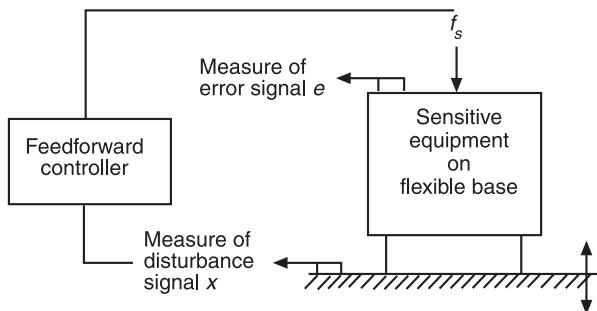 f_s
Measure of
error signal e
Sensitive
equipment
on
flexible base
Feedforward
controller
Measure of
disturbance
signal x